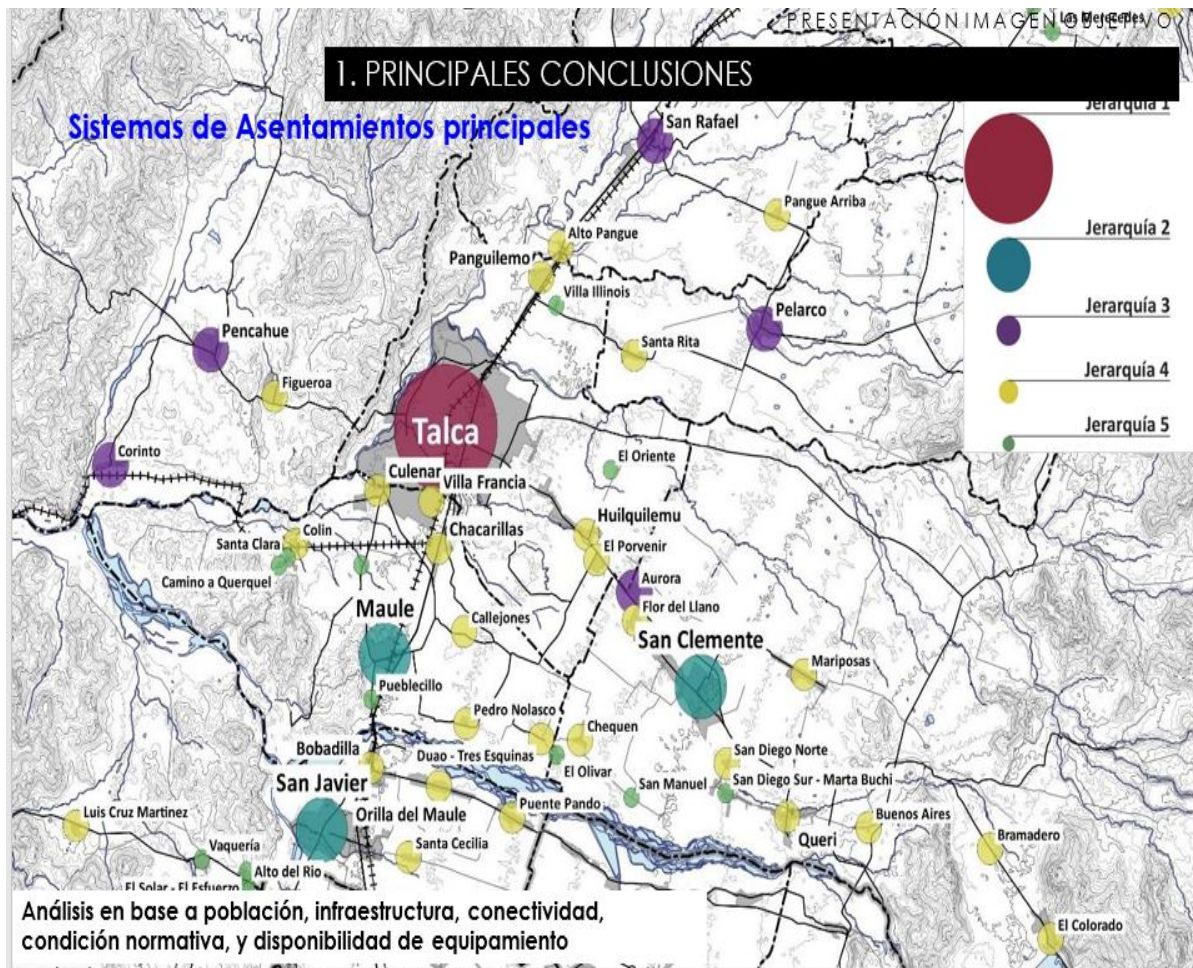 PRESENTACIÓN IMAGEN OBJETIVO
Las Mercedes
1. PRINCIPALES CONCLUSIONES
Jerarquía 1
Sistemas de Asentamientos principales
San Rafael
Pangue Arriba
Jerarquía 2
Alto Pangue
Panguilemo
Villa Illinois
Pelarco
Jerarquía 3
Pencahue
Santa Rita
Jerarquía 4
Figueroa
Jerarquía 5
Talca
Corinto
El Oriente
Culenar
Villa Francia
Huilquilemu
Chacarillas
Colin
Santa Clara
El Porvenir
Camino a Querquel
Aurora
Maule
Flor del Llano
Callejones
San Clemente
Mariposas
Pueblecillo
Pedro Nolasco
Chequen
Bobadilla
Duao - Tres Esquinas
San Diego Norte
El Olivar
San Javier
San Manuel
San Diego Sur - Marta Buchi
Puente Pando
Luis Cruz Martinez
Orilla del Maule
Buenos Aires
Queri
Bramadero
Vaquería
Santa Cecilia
Alto del Rio
El Solar - El Esfuerzo
Análisis en base a población, infraestructura, conectividad,
condición normativa, y disponibilidad de equipamiento
El Colorado